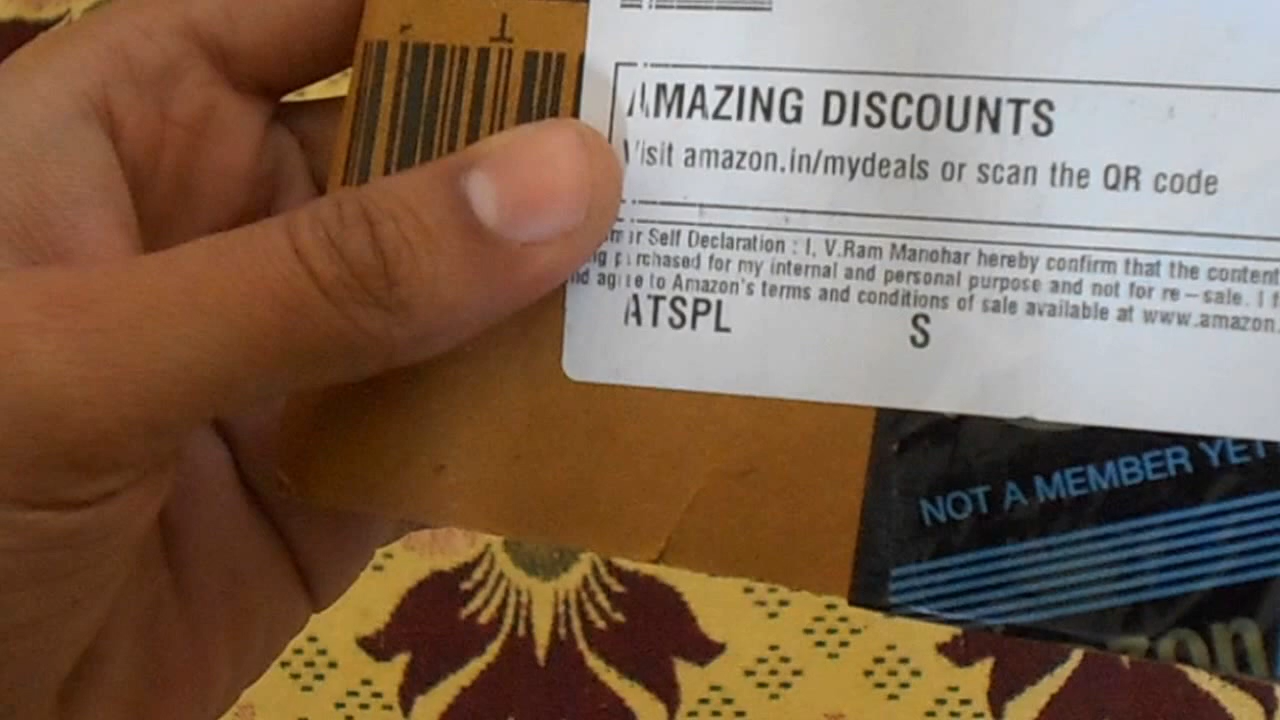 AMAZING DISCOUNTS
Visit amazon.in/mydeals or scan the QR code
Self Declaration : I, V.Ram Manohar hereby confirm that the content
purchased for my internal and personal purpose and not for re-sale. I
agree to Amazon's terms and conditions of sale available at www.amazon.
ATSPL S
NOT A MEMBER YET
zon